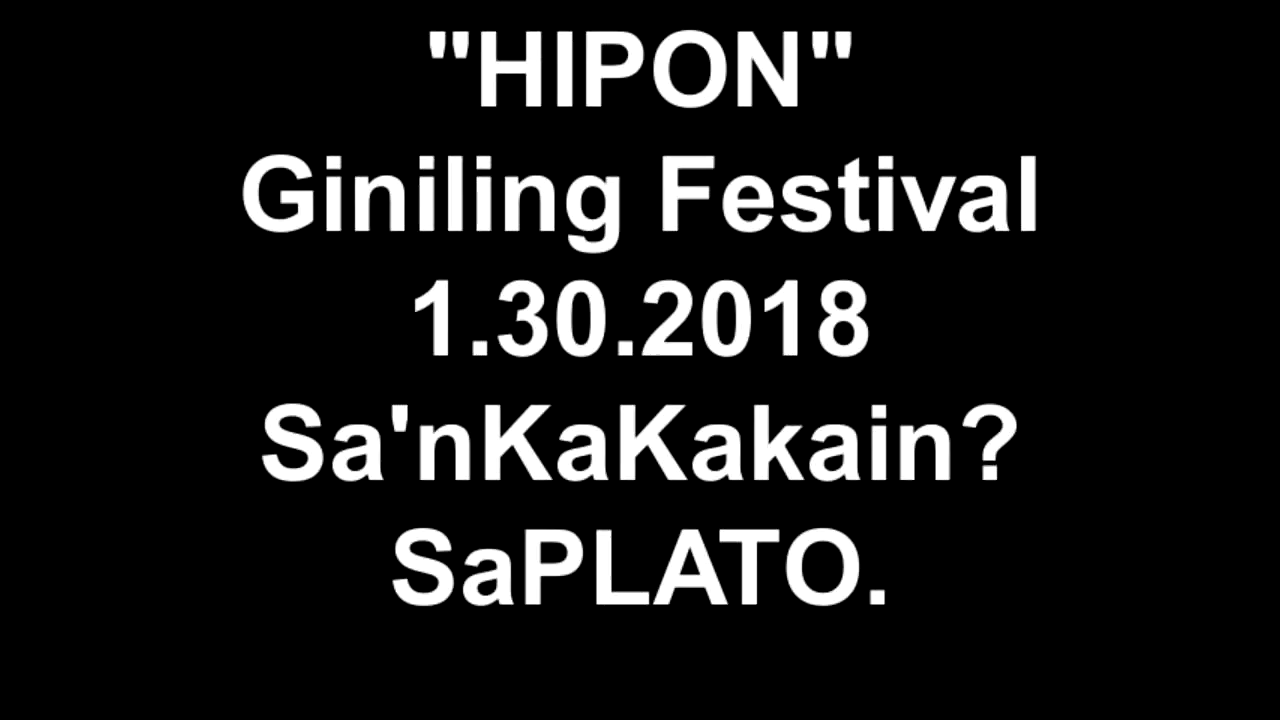 "HIPON"
Giniling Festival
1.30.2018
Sa'nKaKakain?
SaPLATO.